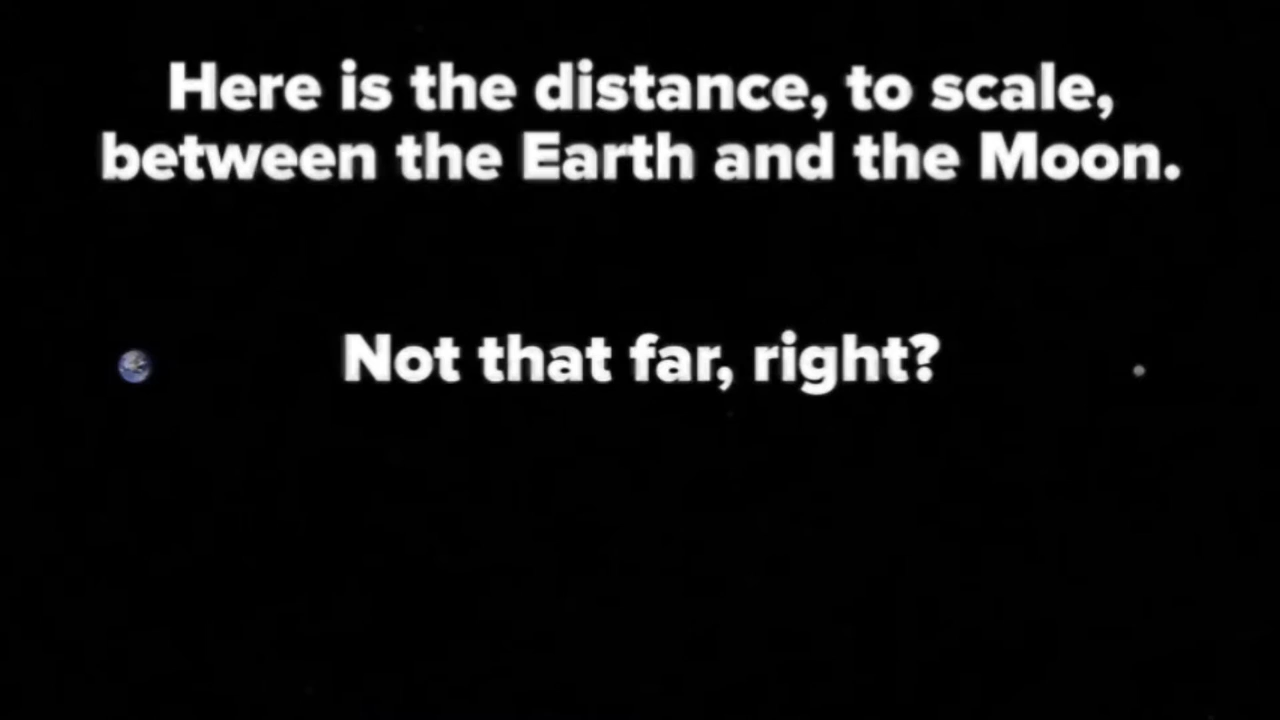 Here is the distance, to scale,
between the Earth and the Moon.
Not that far, right?